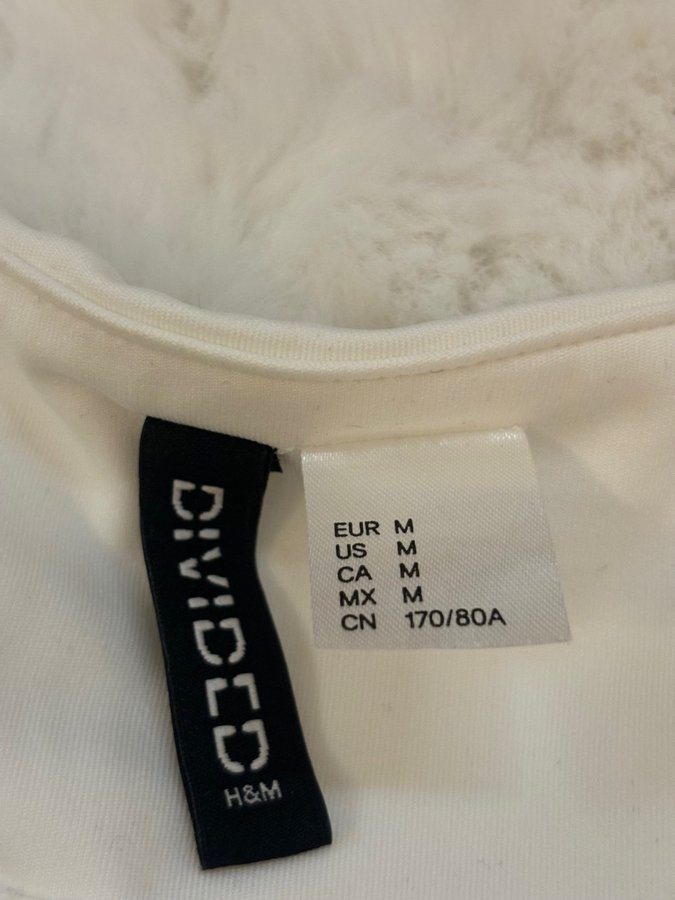 DIVIDED
H&M
EUR M
US M
CA M
MX M
CN 170/80A